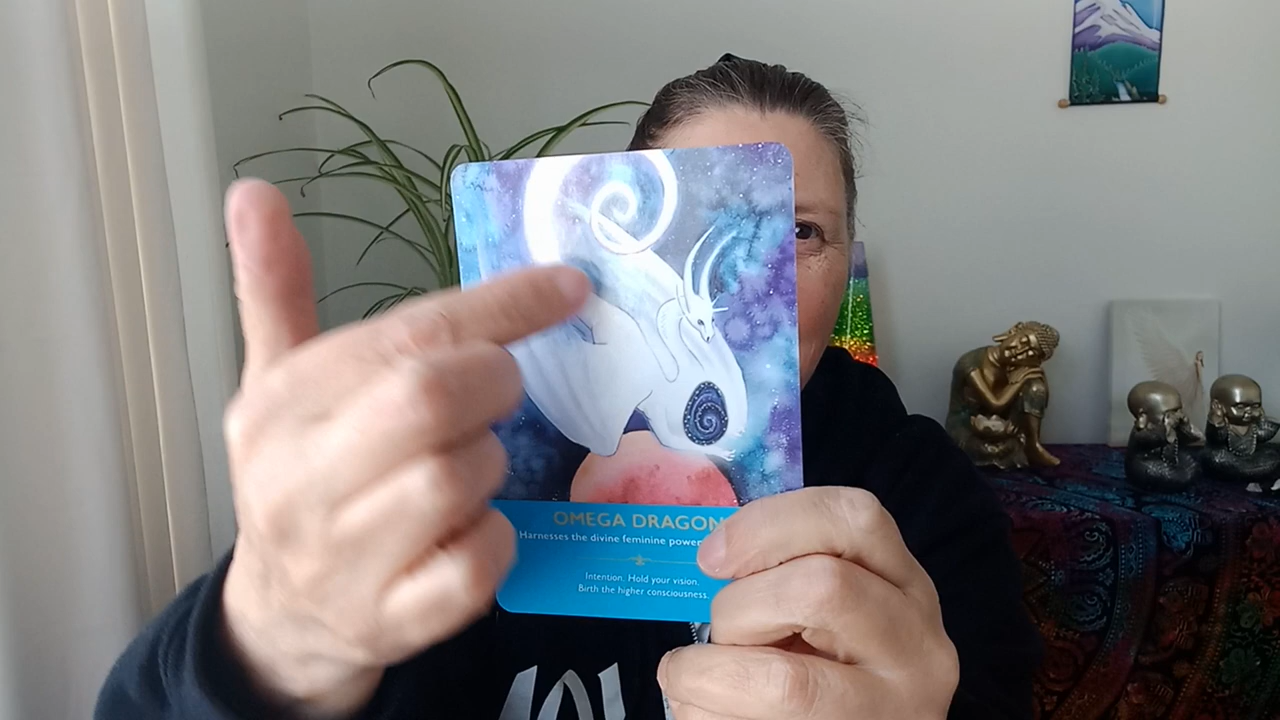 OMEGA DRAGON
Harnesses the divine feminine power
Intention. Hold your vision.
Birth the higher consciousness.